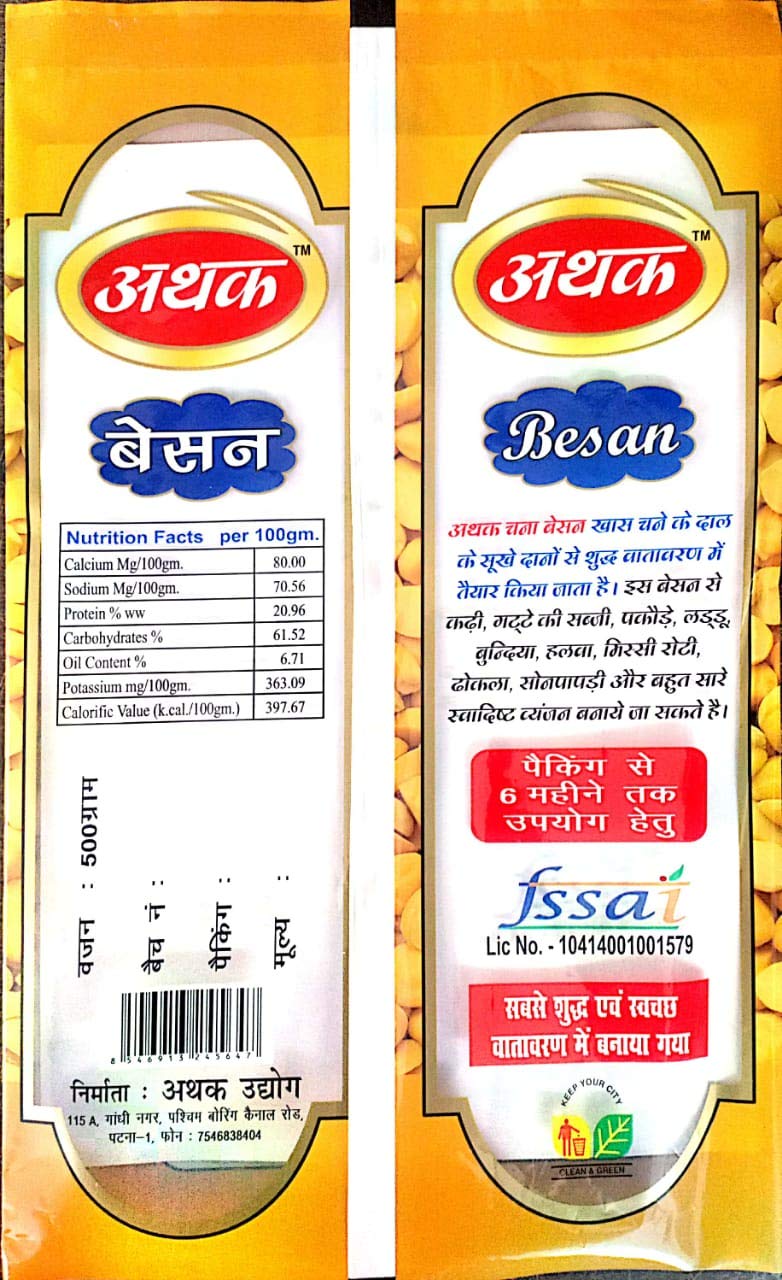 अथक TM
बेसन
Nutrition Facts per 100gm.
Calcium Mg/100gm. 80.00
Sodium Mg/100gm. 70.56
Protein % ww 20.96
Carbohydrates % 61.52
Oil Content % 6.71
Potassium mg/100gm. 363.09
Calorific Value (k.cal./100gm.) 397.67
वजन : 500ग्राम
बैच नं :
पैकिंग :
मूल्य :
8 546913 245647
निर्माता : अथक उद्योग
115 A, गांधी नगर, पश्चिम बोरिंग कैनाल रोड,
पटना-1, फोन : 7546838404
अथक TM
Besan
अथक चना बेसन खास चने के दाल
के सूखे दानों से शुद्ध वातावरण में
तैयार किया जाता है। इस बेसन से
कढ़ी, गट्टे की सब्जी, पकौड़े, लड्डू,
बुन्दिया, हलवा, मिस्सी रोटी,
ढोकला, सोनपापड़ी और बहुत सारे
स्वादिष्ट व्यंजन बनाये जा सकते है।
पैकिंग से
6 महीने तक
उपयोग हेतु
fssai
Lic No. - 10414001001579
सबसे शुद्ध एवं स्वचछ
वातावरण में बनाया गया
KEEP YOUR CITY
CLEAN & GREEN